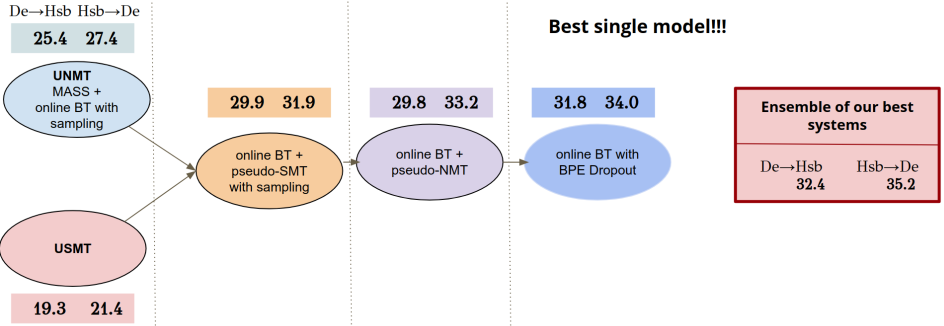 De→Hsb Hsb→De
25.4 27.4
Best single model!!!
UNMT
MASS +
online BT with
sampling
29.9 31.9
29.8 33.2
31.8 34.0
online BT +
pseudo-SMT
with sampling
online BT +
pseudo-NMT
online BT with
BPE Dropout
Ensemble of our best
systems
De→Hsb Hsb→De
32.4 35.2
USMT
19.3 21.4